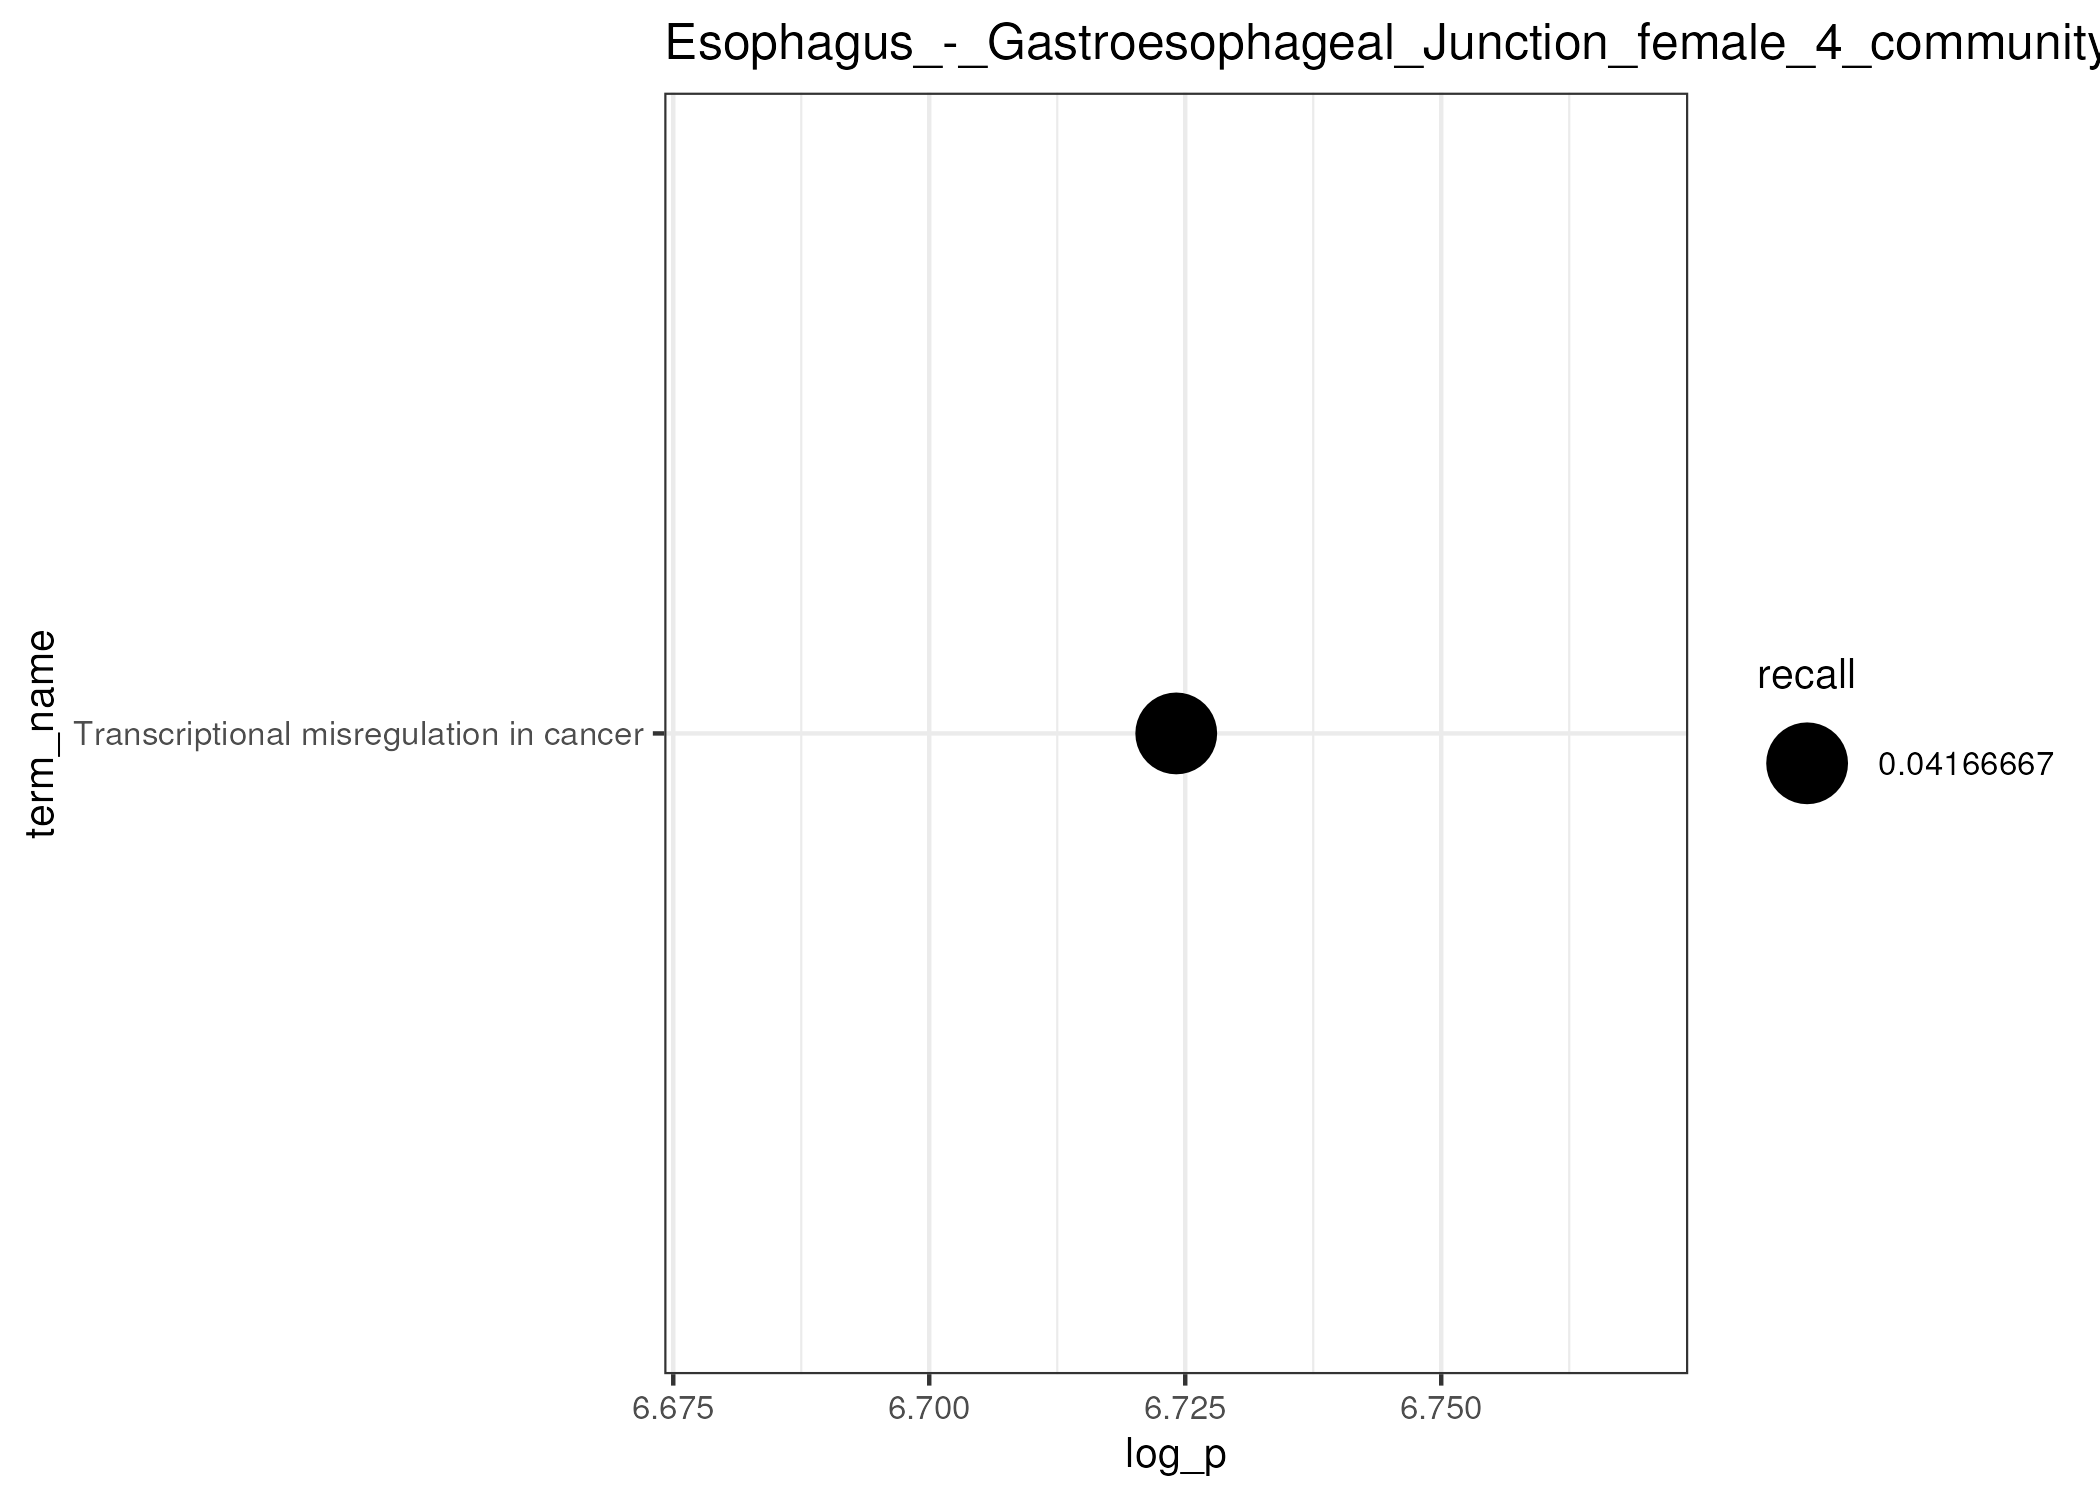 Esophagus_-_Gastroesophageal_Junction_female_4_community
term_name
Transcriptional misregulation in cancer
recall
0.04166667
6.675 6.700 6.725 6.750
log_p